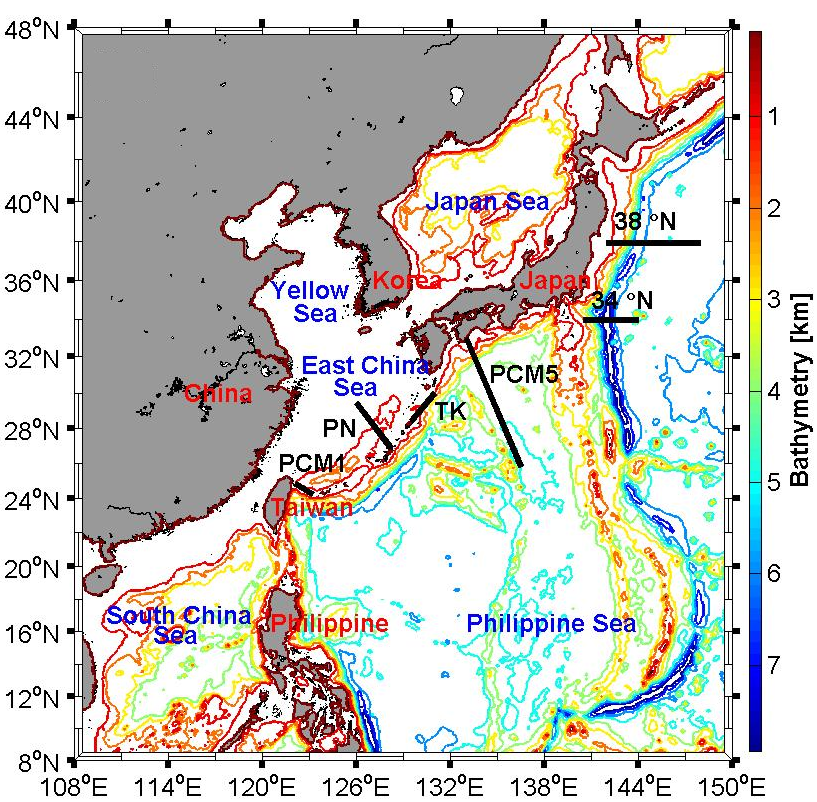 48°N
44°N
40°N
36°N
32°N
28°N
24°N
20°N
16°N
12°N
8°N
108°E
114°E
120°E
126°E
132°E
138°E
144°E
150°E
Japan Sea
38 °N
Korea
Japan
Yellow
Sea
34 °N
East China
Sea
China
PCM5
TK
PN
PCM1
Taiwan
South China
Sea
Philippine
Philippine Sea
1
2
3
4
5
6
7
Bathymetry [km]